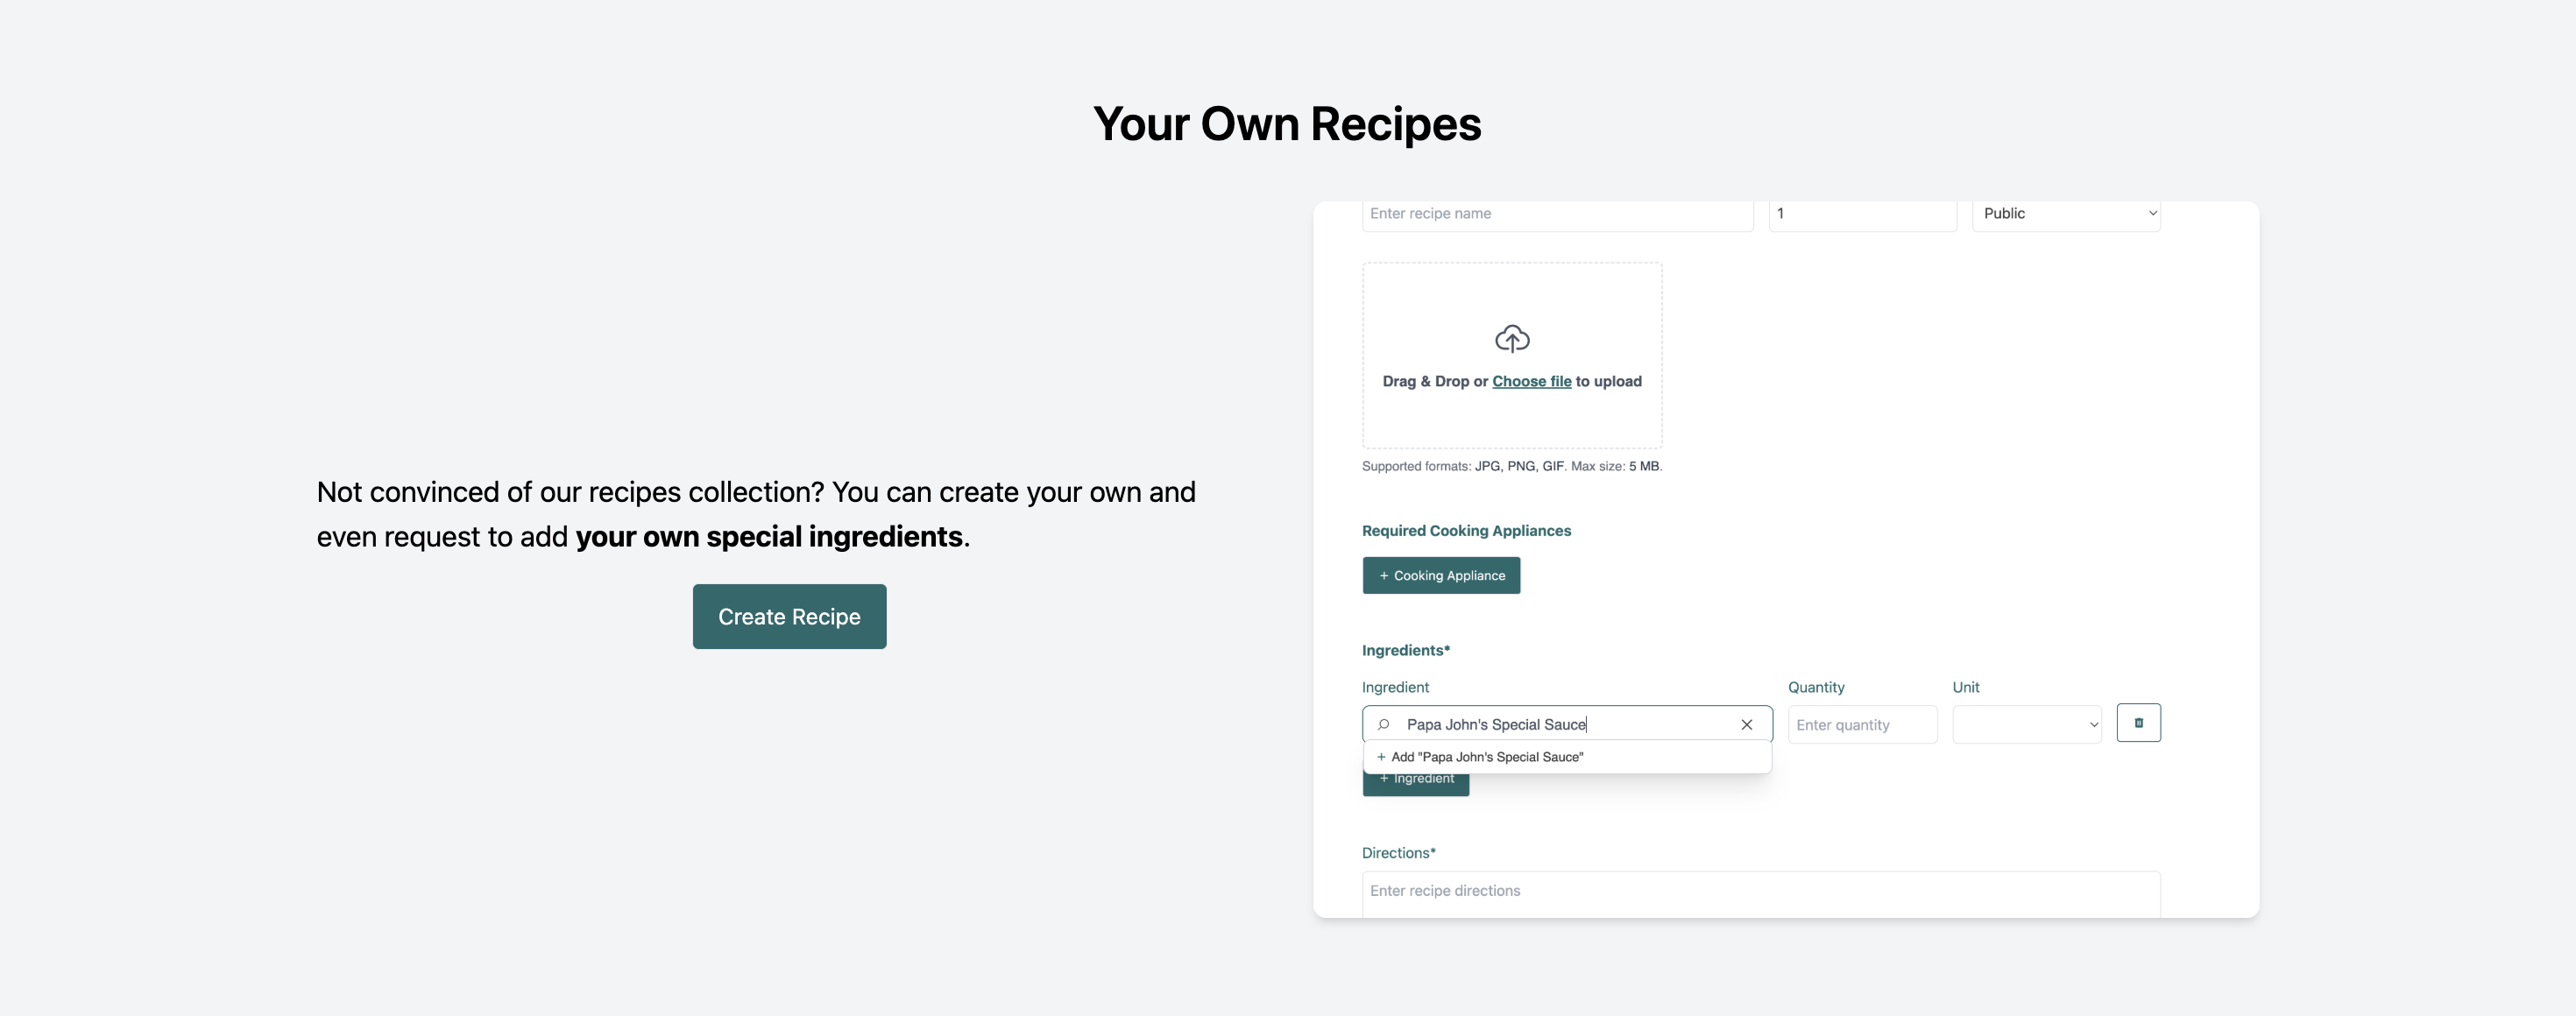 Your Own Recipes
Not convinced of our recipes collection? You can create your own and
even request to add your own special ingredients.
Create Recipe
Enter recipe name
1
Public
Drag & Drop or Choose file to upload
Supported formats: JPG, PNG, GIF. Max size: 5 MB.
Required Cooking Appliances
+ Cooking Appliance
Ingredients*
Ingredient
Quantity
Unit
Papa John's Special Sauce
Enter quantity
+ Add "Papa John's Special Sauce"
+ Ingredient
Directions*
Enter recipe directions